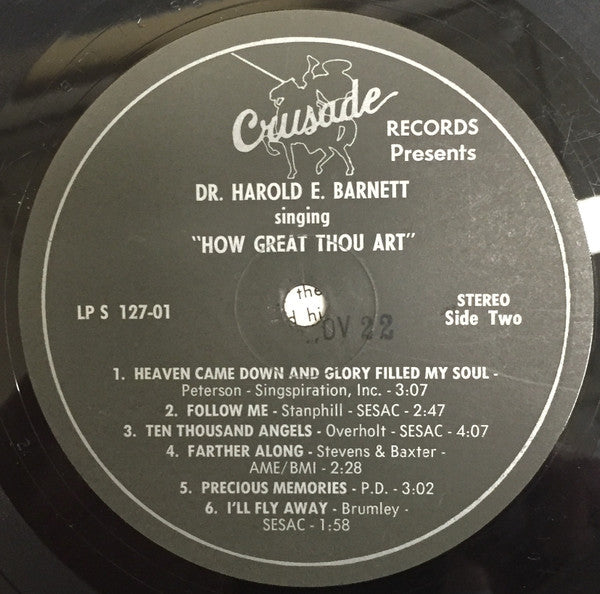 Crusade
RECORDS
Presents
DR. HAROLD E. BARNETT
singing
"HOW GREAT THOU ART"
the
LP S 127-01
STEREO
Side Two
OV 22
1. HEAVEN CAME DOWN AND GLORY FILLED MY SOUL -
Peterson - Singspiration, Inc. - 3:07
2. FOLLOW ME - Stanphill - SESAC - 2:47
3. TEN THOUSAND ANGELS - Overholt - SESAC - 4:07
4. FARTHER ALONG - Stevens & Baxter -
AME/BMI - 2:28
5. PRECIOUS MEMORIES - P.D. - 3:02
6. I'LL FLY AWAY - Brumley -
SESAC - 1:58